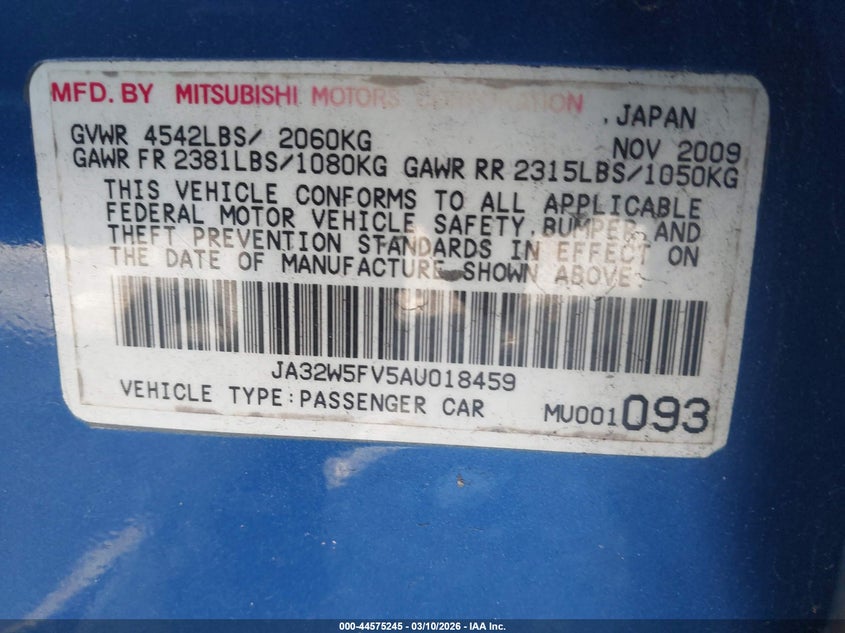 MFD. BY MITSUBISHI MOTORS CORPORATION
, JAPAN
GVWR 4542LBS/ 2060KG
NOV 2009
GAWR FR 2381LBS/1080KG GAWR RR 2315LBS/1050KG
THIS VEHICLE CONFORMS TO ALL APPLICABLE
FEDERAL MOTOR VEHICLE SAFETY, BUMPER, AND
THEFT PREVENTION STANDARDS IN EFFECT ON
THE DATE OF MANUFACTURE SHOWN ABOVE.
JA32W5FV5AU018459
VEHICLE TYPE:PASSENGER CAR
MU001 093
000-44575245 | 03/10/2026 | IAA Inc.